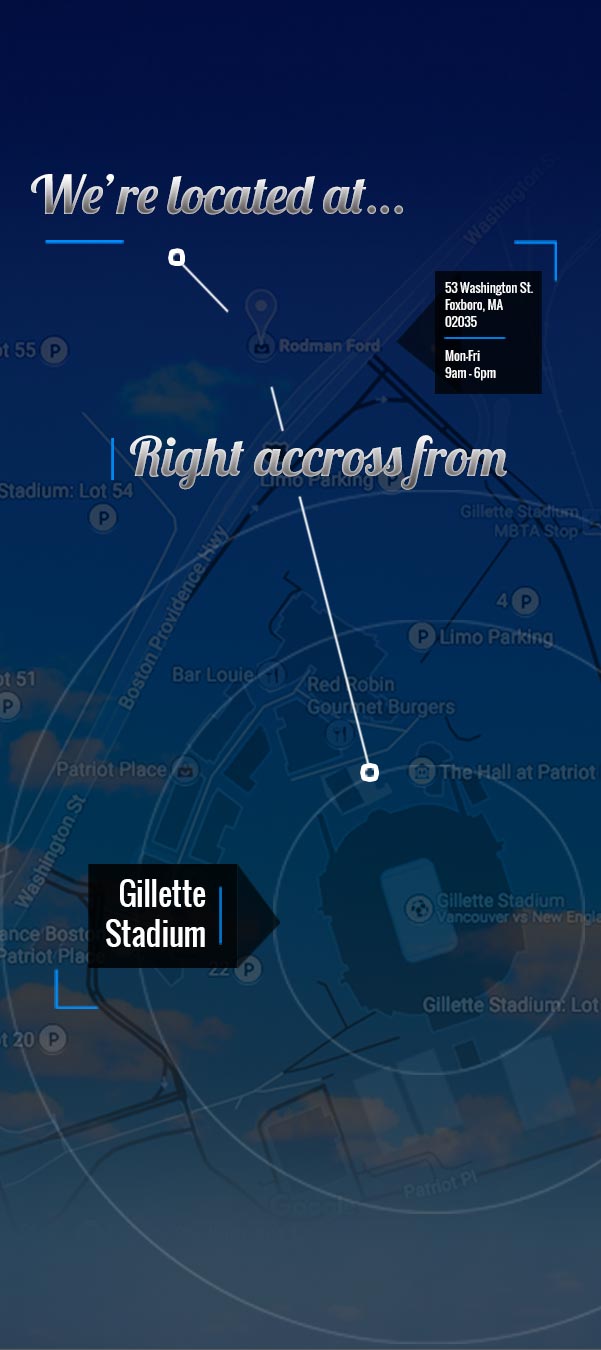 We're located at...
Washington S
53 Washington St.
Foxboro, MA
02035
Mon-Fri
9am - 6pm
ot 55 P
Rodman Ford
Right accross from
Limo Parking P
Stadium: Lot 54
P
Gillette Stadium
MBTA Stop
Boston Providence Hwy
4 P
P Limo Parking
Bar Louie
ot 51
P
Red Robin
Gourmet Burgers
Patriot Place
The Hall at Patriot
Washington St
Gillette
Stadium
Gillette Stadium
Vancouver vs New Engla
ance Bosto
Patriot Place
22 P
Gillette Stadium: Lot
ot 20 P
Patriot Pl
Google